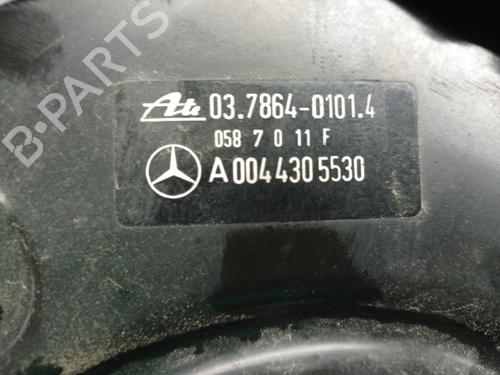 Ate 03.7864-0101.4
058 7 0 11 F
A 004 430 5530
B-PARTS